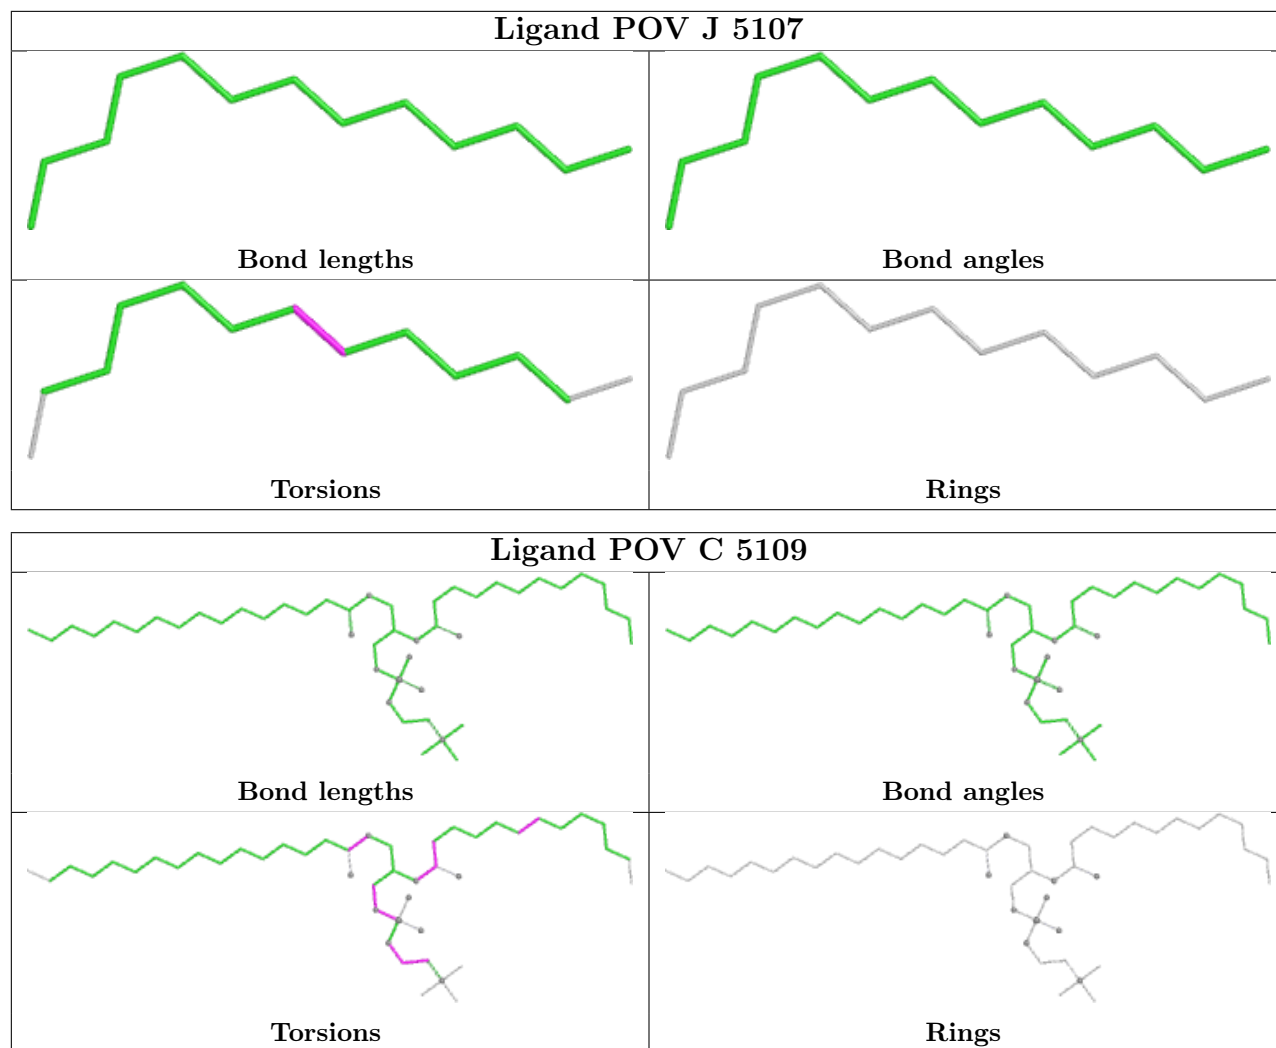 Ligand POV J 5107
Bond lengths
Bond angles
Torsions
Rings
Ligand POV C 5109
Bond lengths
Bond angles
Torsions
Rings